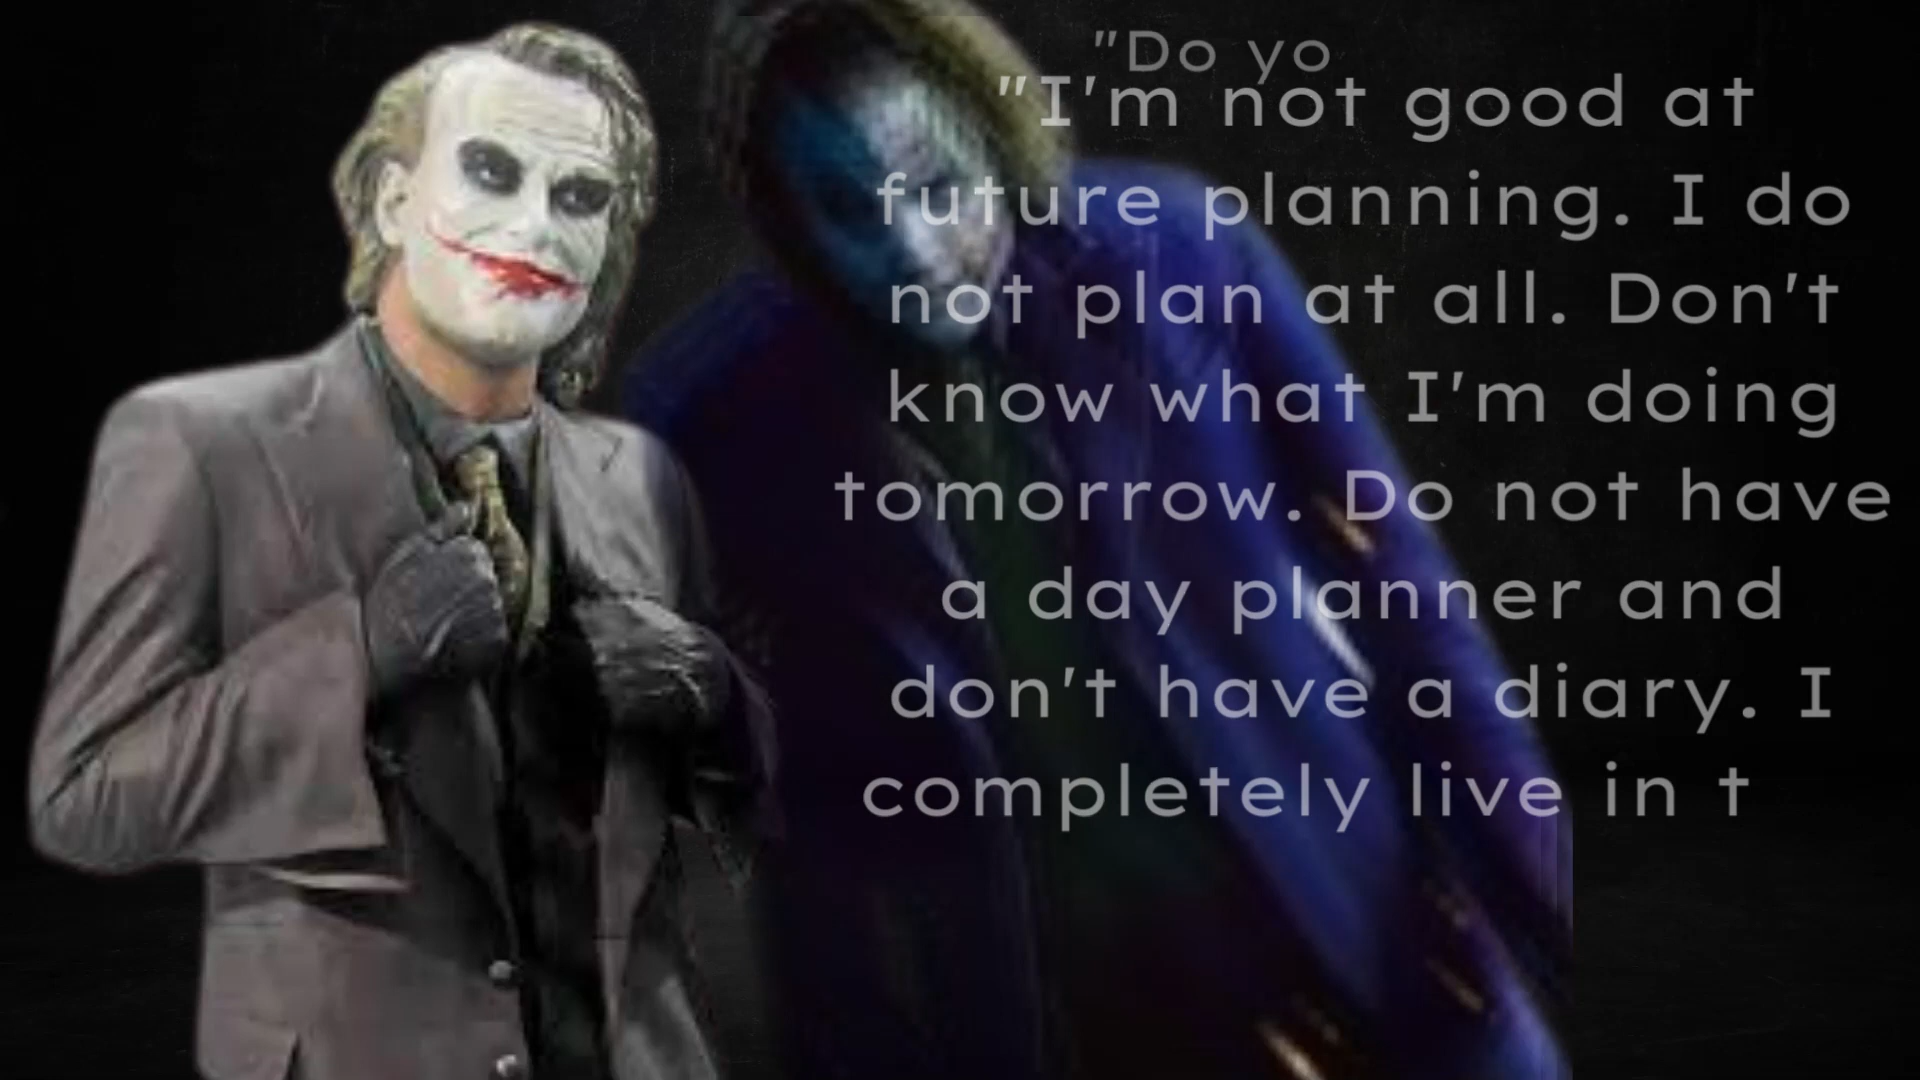 "Do yo
"I'm not good at
future planning. I do
not plan at all. Don't
know what I'm doing
tomorrow. Do not have
a day planner and
don't have a diary. I
completely live in t